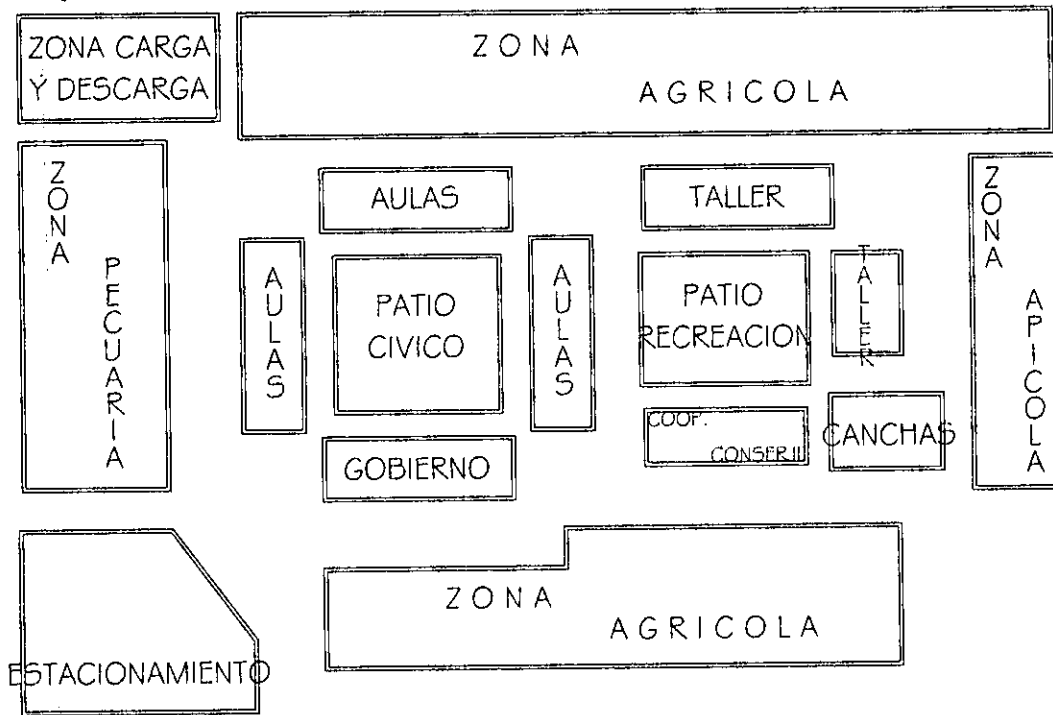 ZONA CARGA
Y DESCARGA
ZONA
AGRICOLA
ZONA
PECUARIA
AULAS
TALLER
ZONA
APICOLA
AULAS
PATIO
CIVICO
AULAS
PATIO
RECREACION
TALLER
COOP.
CONSERJE
CANCHAS
GOBIERNO
ESTACIONAMIENTO
ZONA
AGRICOLA